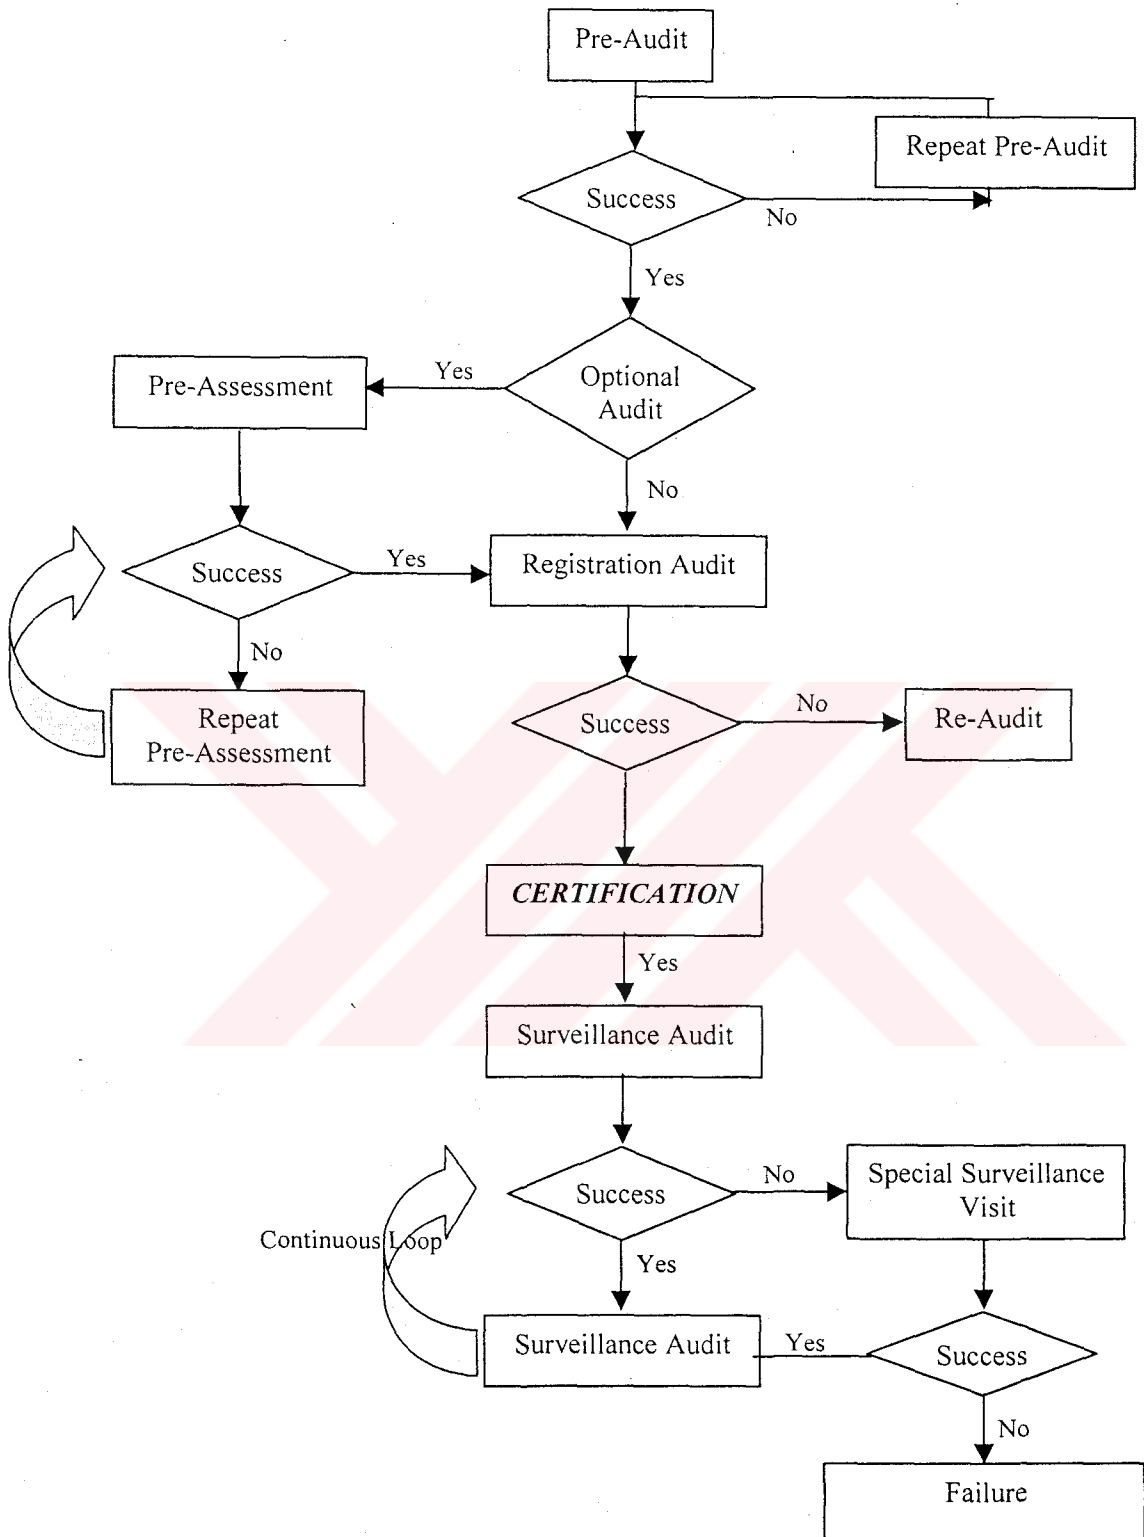 Pre-Audit
Repeat Pre-Audit
Success
No
Yes
Optional
Audit
Yes
Pre-Assessment
No
Success
Yes
Registration Audit
No
Repeat
Pre-Assessment
Success
No
Re-Audit
CERTIFICATION
Yes
Surveillance Audit
Success
No
Special Surveillance
Visit
Continuous Loop
Yes
Surveillance Audit
Yes
Success
No
Failure